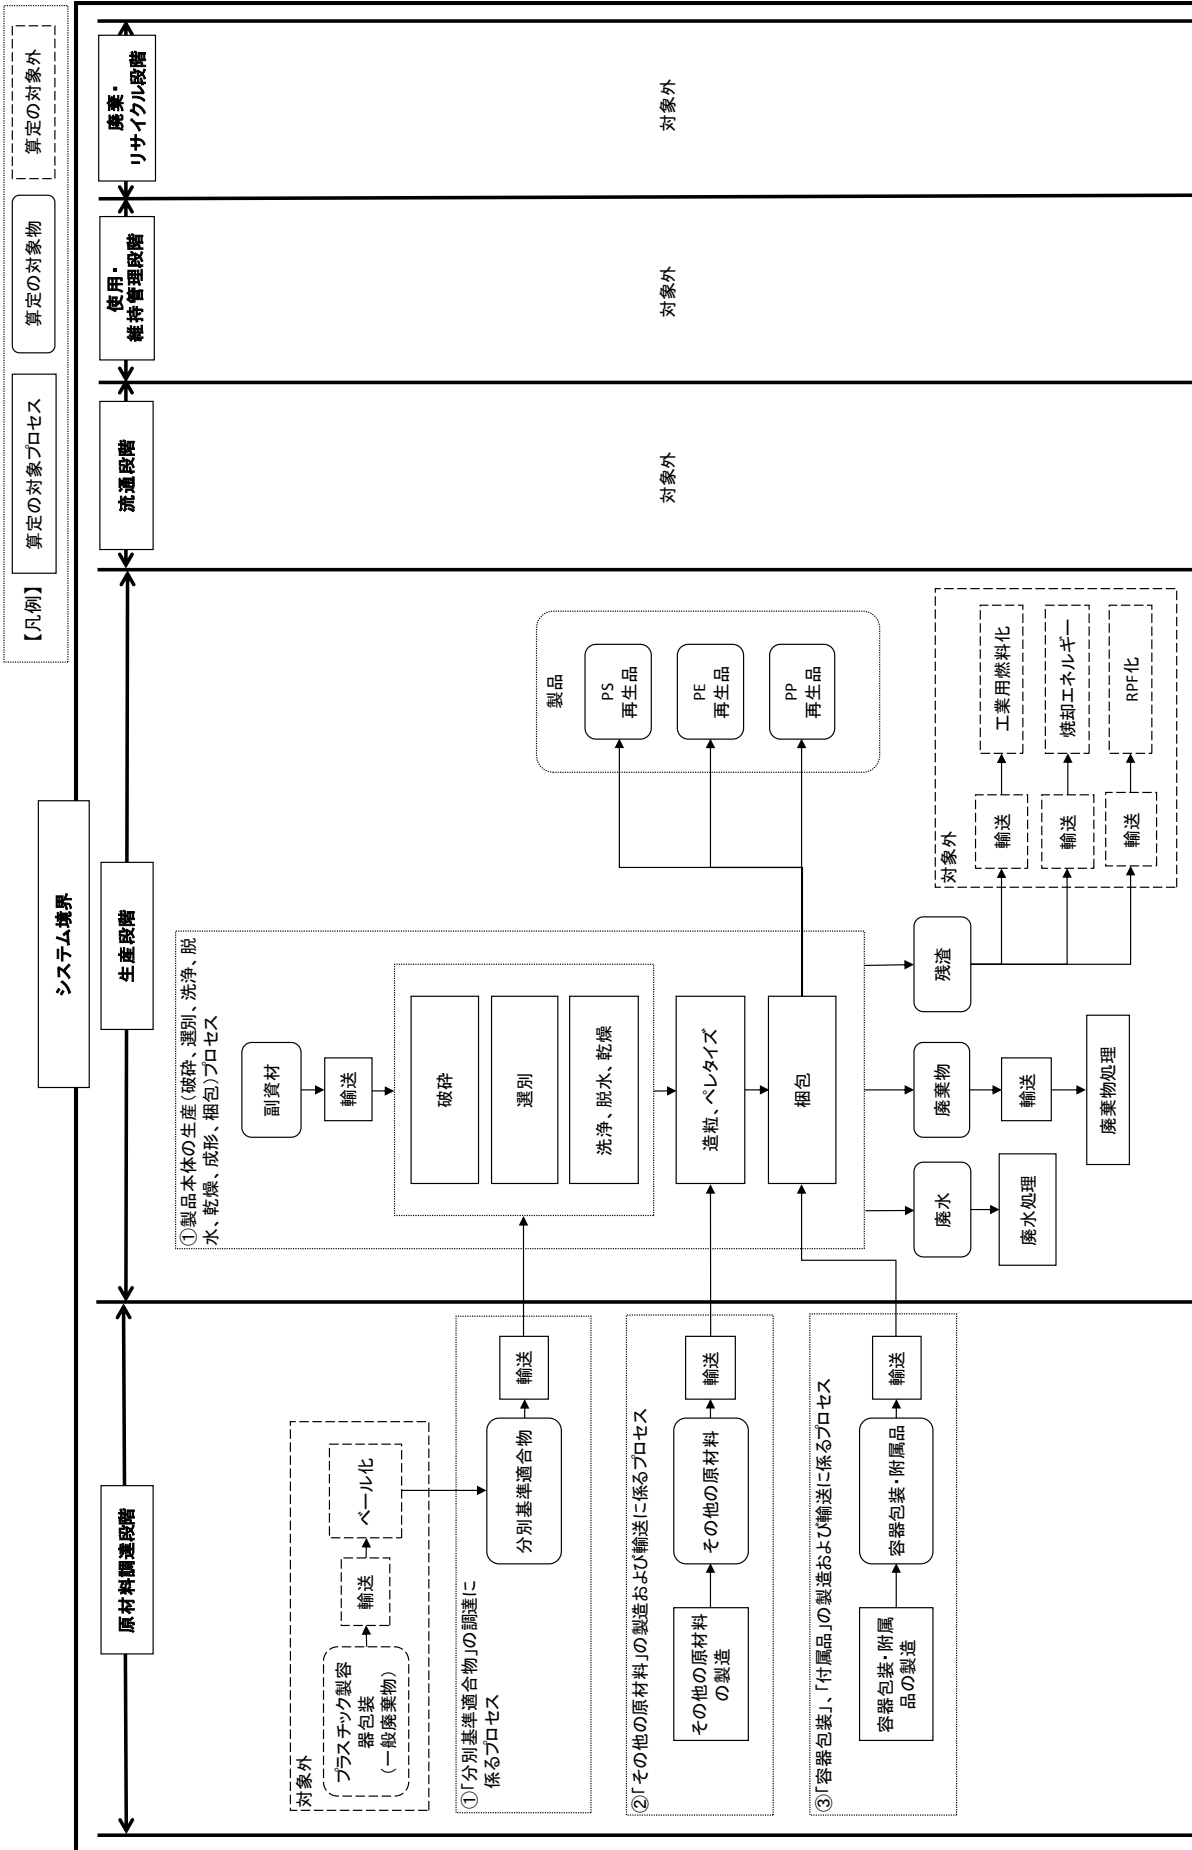 【凡例】
算定の対象プロセス
算定の対象物
算定の対象外
システム境界
原材料調達段階
生産段階
流通段階
使用・
維持管理段階
廃棄・
リサイクル段階
対象外
プラスチック製容
器包装
(一般廃棄物)
輸送
ベール化
①「分別基準適合物」の調達に
係るプロセス
分別基準適合物
輸送
②「その他の原材料」の製造および輸送に係るプロセス
その他の原材料
の製造
その他の原材料
輸送
③「容器包装」、「付属品」の製造および輸送に係るプロセス
容器包装・附属
品の製造
容器包装・附属品
輸送
①製品本体の生産(破砕、選別、洗浄、脱
水、乾燥、成形、梱包)プロセス
副資材
輸送
破砕
選別
洗浄、脱水、乾燥
造粒、ペレタイズ
梱包
製品
PS
再生品
PE
再生品
PP
再生品
廃水
廃水処理
廃棄物
輸送
廃棄物処理
残渣
対象外
輸送
工業用燃料化
輸送
焼却エネルギー
輸送
RPF化
対象外
対象外
対象外